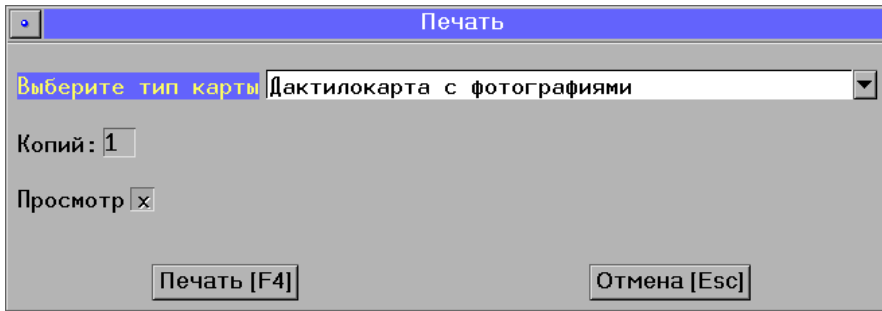 Печать
Выберите тип карты Дактилокарта с фотографиями
Копий: 1
Просмотр x
Печать [F4] Отмена [Esc]